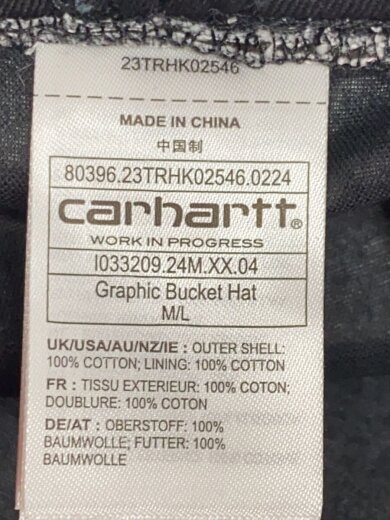 23TRHK02546
MADE IN CHINA
中国制
80396.23TRHK02546.0224
carhartt®
WORK IN PROGRESS
I033209.24M.XX.04
Graphic Bucket Hat
M/L
UK/USA/AU/NZ/IE : OUTER SHELL:
100% COTTON; LINING: 100% COTTON
FR : TISSU EXTERIEUR: 100% COTON;
DOUBLURE: 100% COTON
DE/AT : OBERSTOFF: 100%
BAUMWOLLE; FUTTER: 100%
BAUMWOLLE